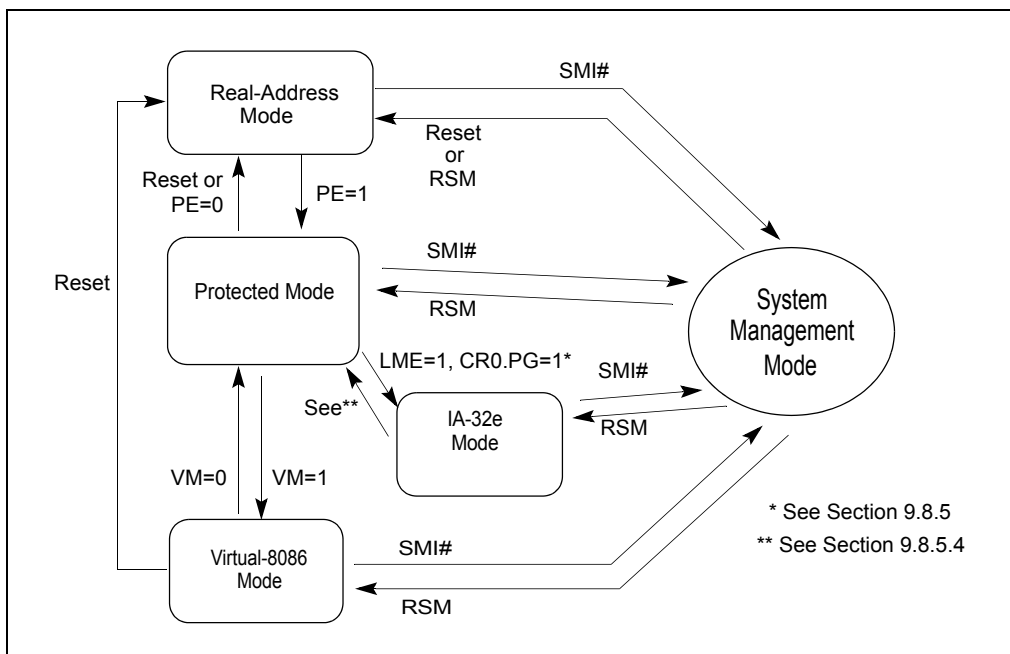 SMI#
Real-Address
Mode
Reset
or
RSM
Reset or
PE=0
PE=1
SMI#
Reset
Protected Mode
RSM
System
Management
Mode
LME=1, CR0.PG=1*
SMI#
See**
IA-32e
Mode
RSM
VM=0
VM=1
* See Section 9.8.5
** See Section 9.8.5.4
Virtual-8086
Mode
SMI#
RSM